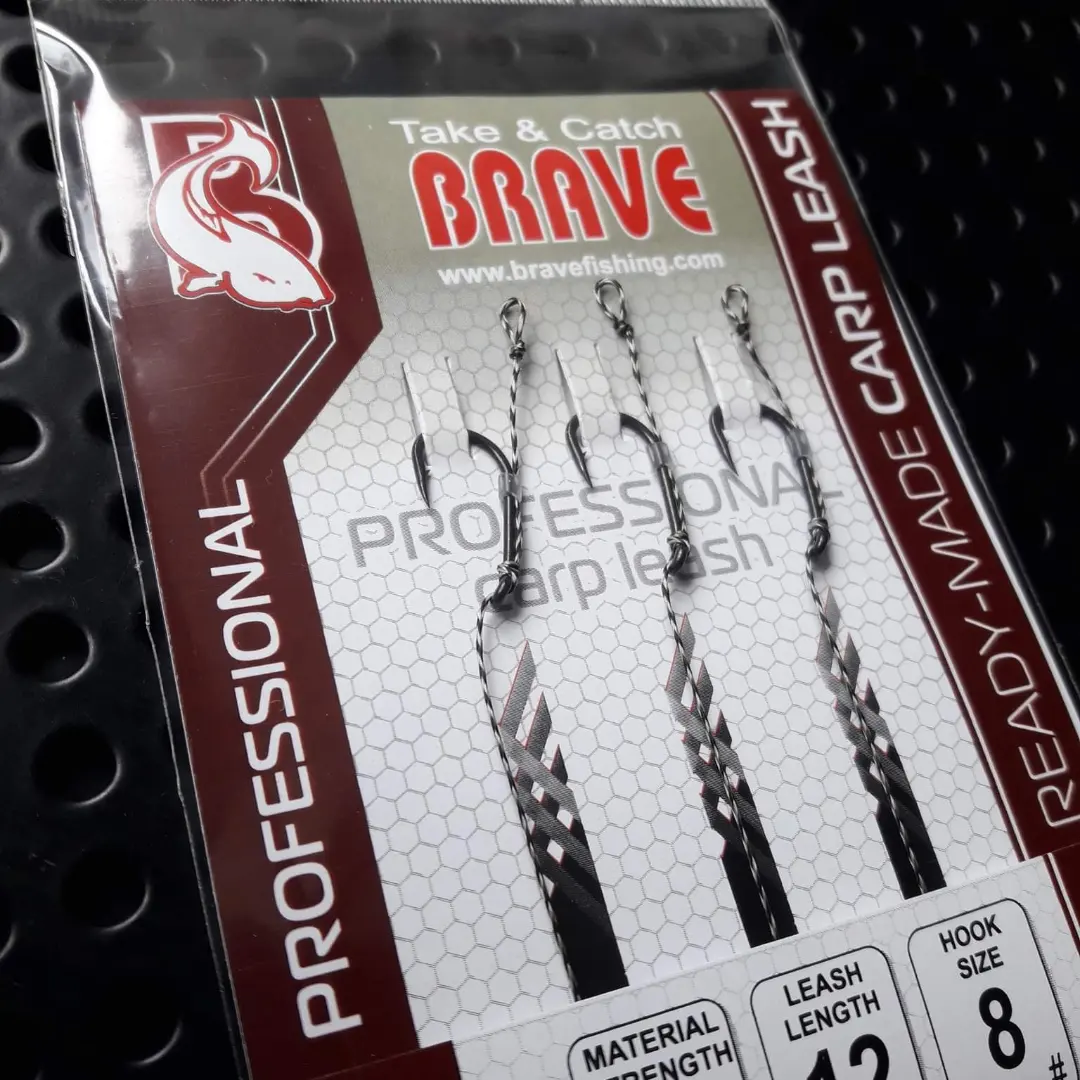 Take & Catch
BRAVE
www.bravefishing.com
PROFESSIONAL
READY-MADE CARP LEASH
PROFESSIONAL
carp leash
MATERIAL
LEASH
LENGTH
12
HOOK
SIZE
8
#